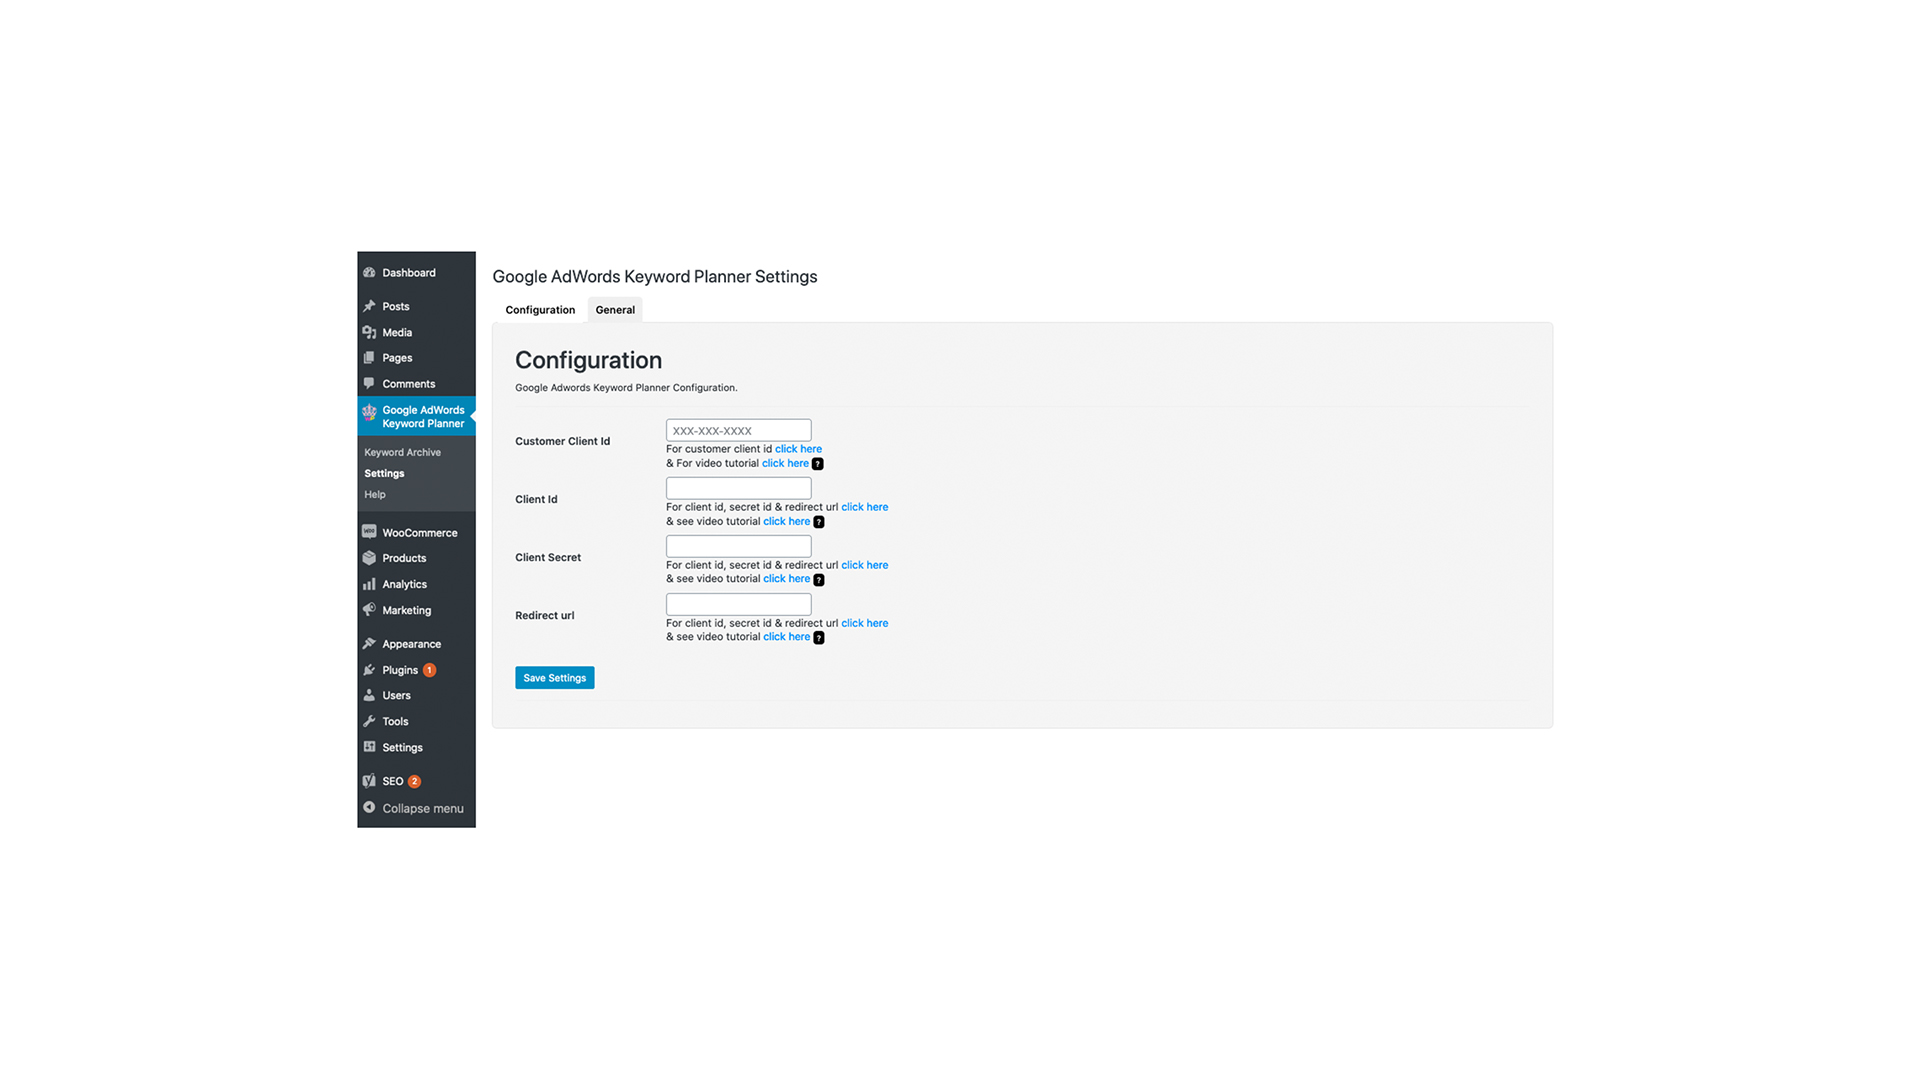 Dashboard
Posts
Media
Pages
Comments
Google AdWords
Keyword Planner
Keyword Archive
Settings
Help
WooCommerce
Products
Analytics
Marketing
Appearance
Plugins 1
Users
Tools
Settings
SEO 2
Collapse menu
Google AdWords Keyword Planner Settings
Configuration General
Configuration
Google Adwords Keyword Planner Configuration.
Customer Client Id XXX-XXX-XXXX
For customer client id click here
& For video tutorial click here ?
Client Id
For client id, secret id & redirect url click here
& see video tutorial click here ?
Client Secret
For client id, secret id & redirect url click here
& see video tutorial click here ?
Redirect url
For client id, secret id & redirect url click here
& see video tutorial click here ?
Save Settings